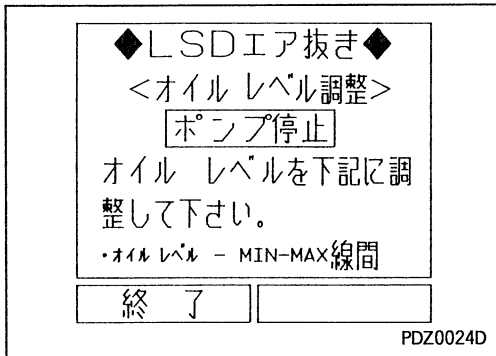 ◆LSDエア抜き◆
<オイル レベル調整>
ポンプ停止
オイル レベルを下記に調
整して下さい。
・オイル レベル － MIN-MAX線間
終 了
PDZ0024D